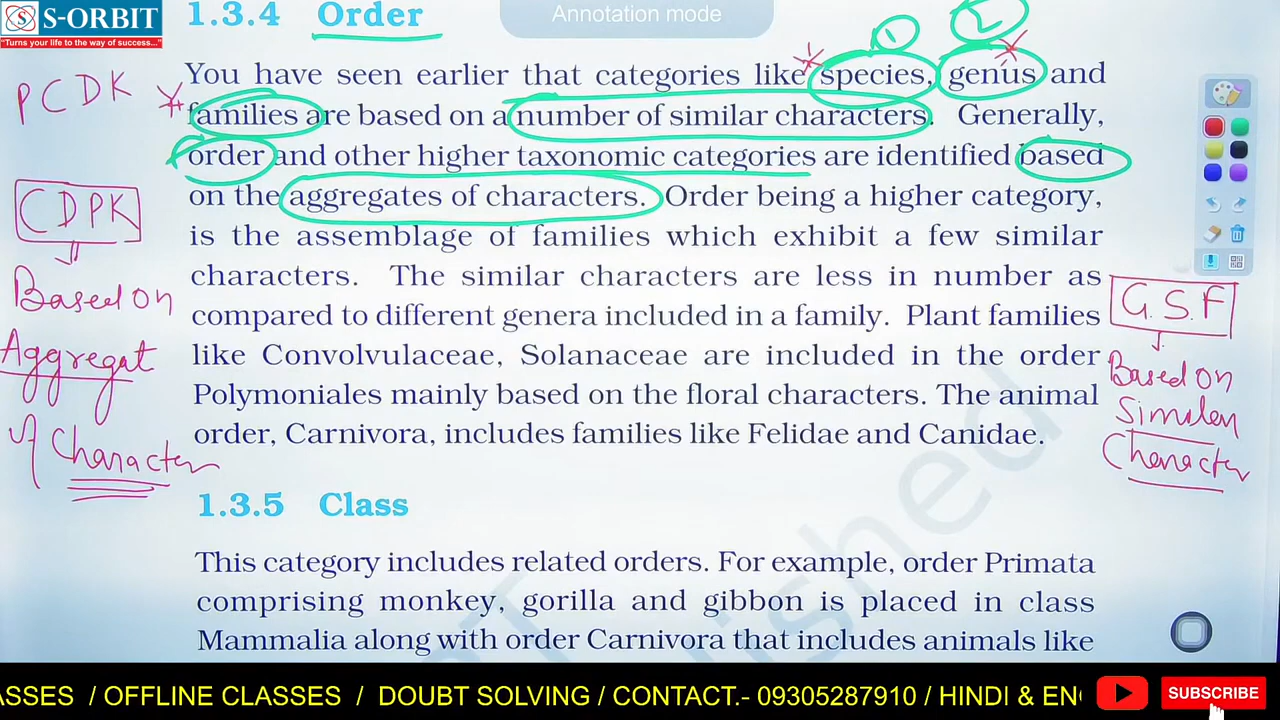 S-ORBIT
"Turns your life to the way of success..."
Annotation mode
1.3.4 Order
① ②
You have seen earlier that categories like species, genus and
families are based on a number of similar characters. Generally,
order and other higher taxonomic categories are identified based
on the aggregates of characters. Order being a higher category,
is the assemblage of families which exhibit a few similar
characters. The similar characters are less in number as
compared to different genera included in a family. Plant families
like Convolvulaceae, Solanaceae are included in the order
Polymoniales mainly based on the floral characters. The animal
order, Carnivora, includes families like Felidae and Canidae.
PCDK
CDPK
Based on
Aggregat
of Character
G.S.F
Based on
Similar
Character
1.3.5 Class
This category includes related orders. For example, order Primata
comprising monkey, gorilla and gibbon is placed in class
Mammalia along with order Carnivora that includes animals like
ASSES / OFFLINE CLASSES / DOUBT SOLVING / CONTACT.- 09305287910 / HINDI & EN
SUBSCRIBE